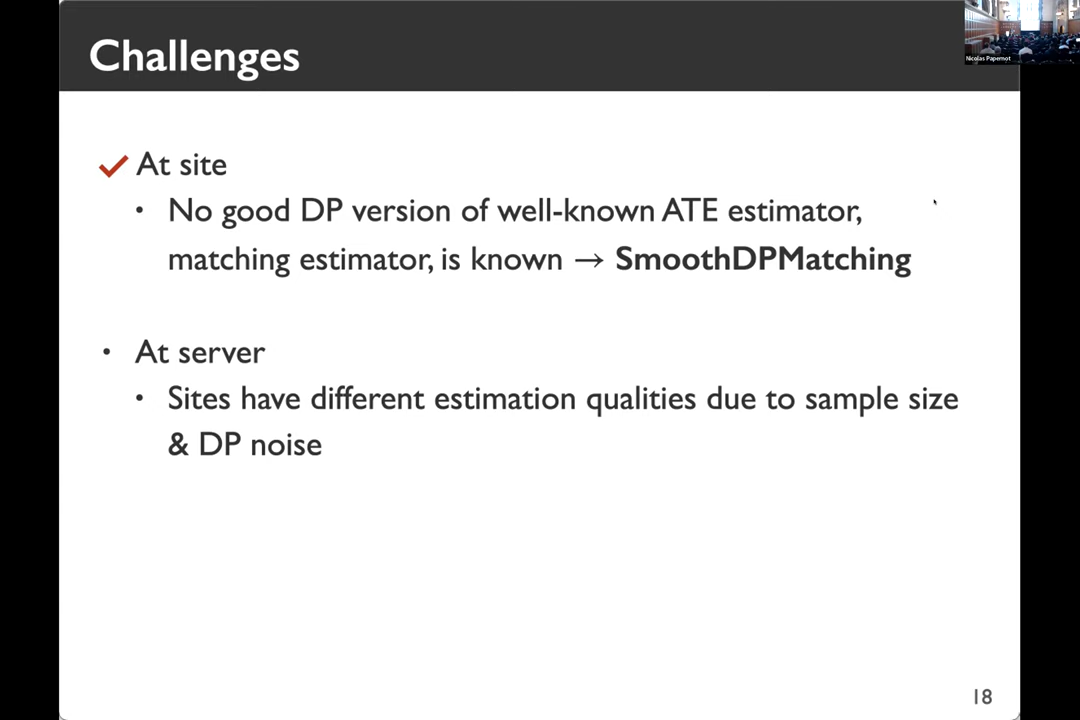 Challenges
Nicolas Papernot
At site
• No good DP version of well-known ATE estimator,
matching estimator, is known → SmoothDPMatching
• At server
• Sites have different estimation qualities due to sample size
& DP noise
18